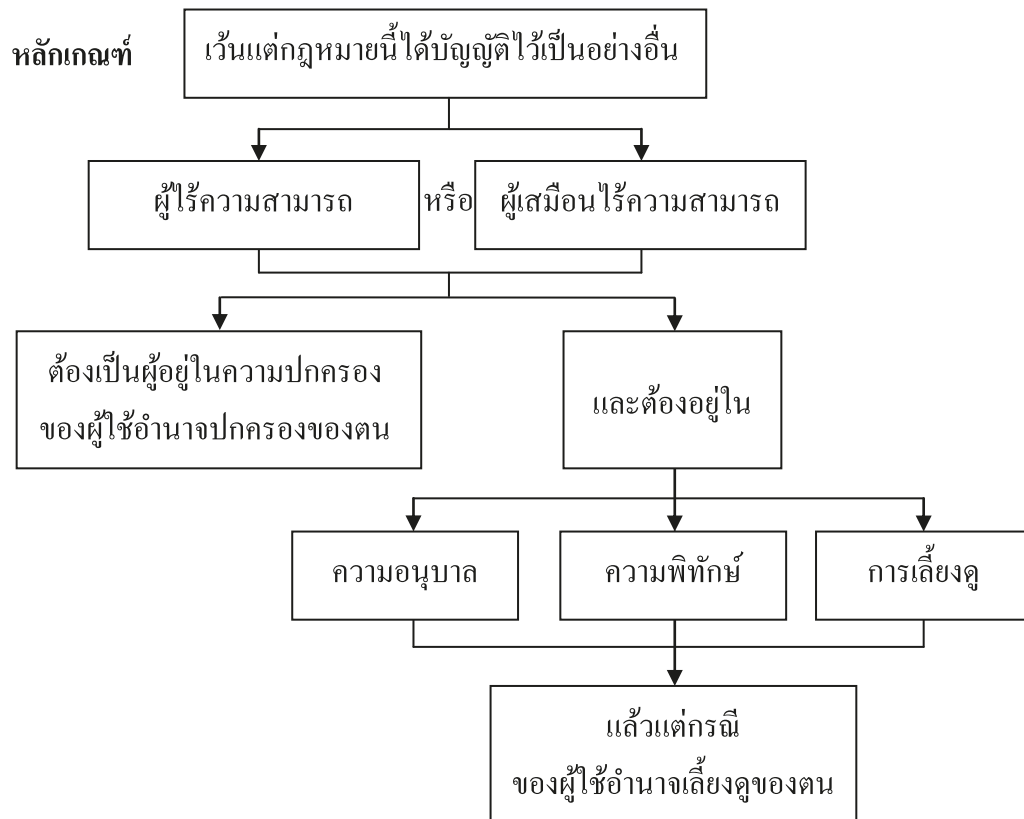 หลักเกณฑ์
เว้นแต่กฎหมายนี้ได้บัญญัติไว้เป็นอย่างอื่น
ผู้ไร้ความสามารถ
หรือ
ผู้เสมือนไร้ความสามารถ
ต้องเป็นผู้อยู่ในความปกครอง
ของผู้ใช้อำนาจปกครองของตน
และต้องอยู่ใน
ความอนุบาล
ความพิทักษ์
การเลี้ยงดู
แล้วแต่กรณี
ของผู้ใช้อำนาจเลี้ยงดูของตน